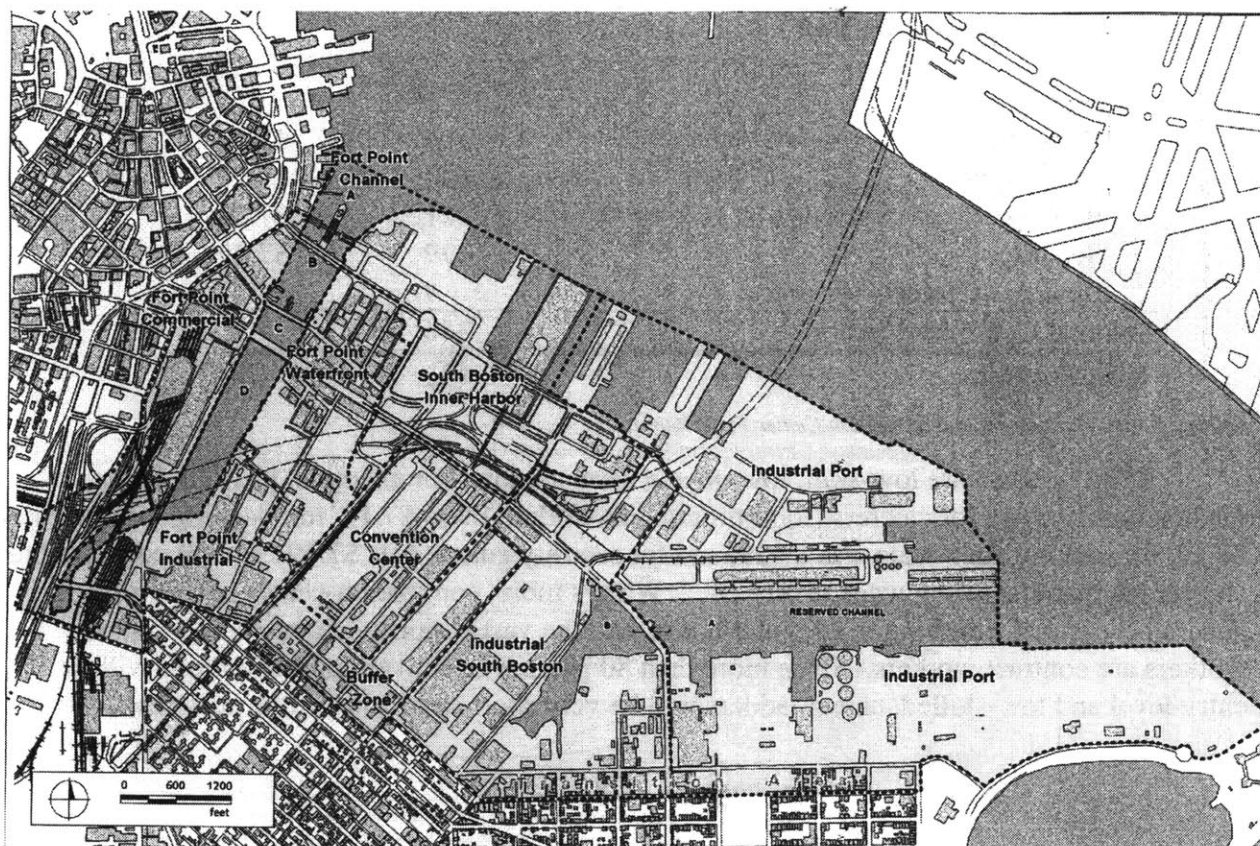 Fort Point
Channel
A
B
Fort Point
Commercial
C
Fort Point
Waterfront
D
South Boston
Inner Harbor
Industrial Port
Fort Point
Industrial
Convention
Center
RESERVED CHANNEL
B
A
Industrial
South Boston
Industrial Port
Buffer
Zone
0 600 1200
feet